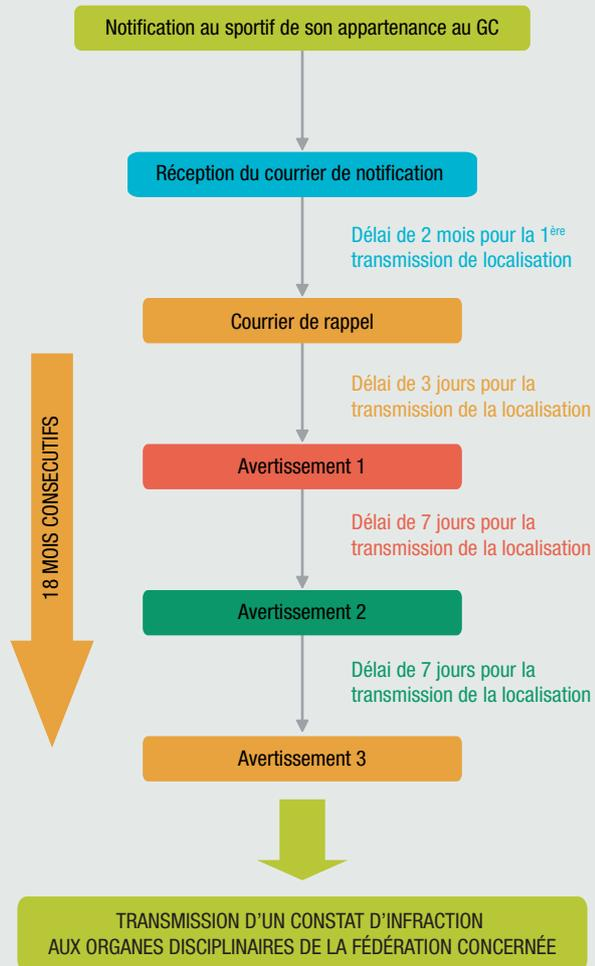 Notification au sportif de son appartenance au GC
Réception du courrier de notification
Délai de 2 mois pour la 1ère
transmission de localisation
Courrier de rappel
Délai de 3 jours pour la
transmission de la localisation
18 MOIS CONSECUTIFS
Avertissement 1
Délai de 7 jours pour la
transmission de la localisation
Avertissement 2
Délai de 7 jours pour la
transmission de la localisation
Avertissement 3
TRANSMISSION D'UN CONSTAT D'INFRACTION
AUX ORGANES DISCIPLINAIRES DE LA FÉDÉRATION CONCERNÉE